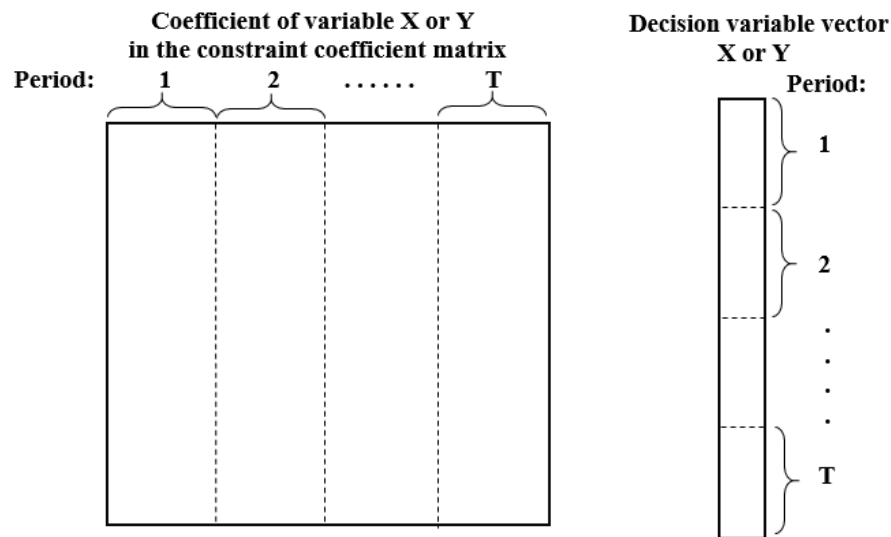 Coefficient of variable X or Y
in the constraint coefficient matrix
Period: 1 2 ...... T
Decision variable vector
X or Y
Period:
1
2
.
.
.
.
T